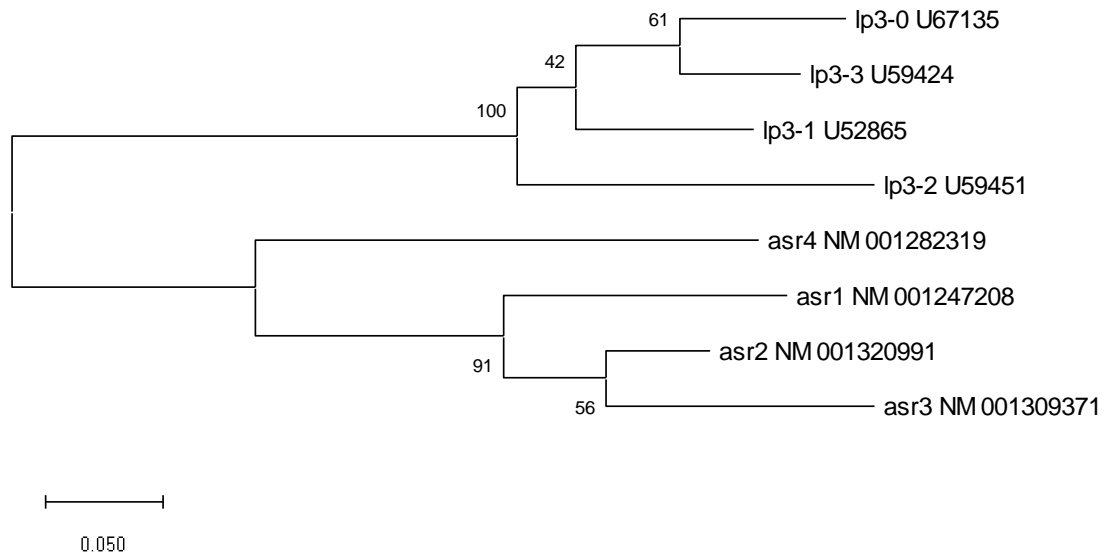 61
lp3-0 U67135
42
lp3-3 U59424
100
lp3-1 U52865
lp3-2 U59451
asr4 NM 001282319
asr1 NM 001247208
asr2 NM 001320991
91
asr3 NM 001309371
56
0.050